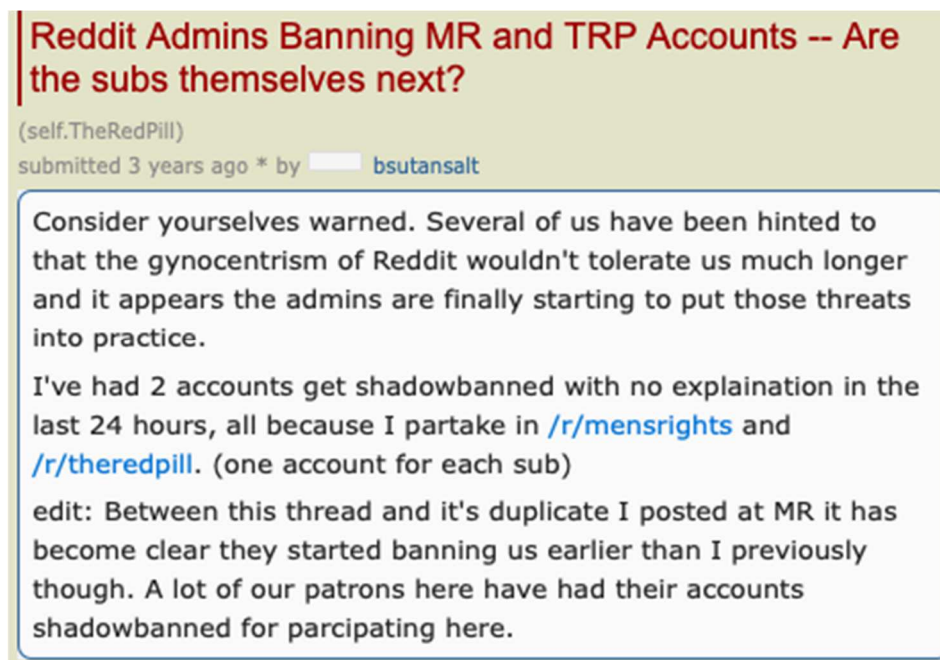 Reddit Admins Banning MR and TRP Accounts -- Are
the subs themselves next?
(self.TheRedPill)
submitted 3 years ago * by bsutansalt
Consider yourselves warned. Several of us have been hinted to
that the gynocentrism of Reddit wouldn't tolerate us much longer
and it appears the admins are finally starting to put those threats
into practice.
I've had 2 accounts get shadowbanned with no explaination in the
last 24 hours, all because I partake in /r/mensrights and
/r/theredpill. (one account for each sub)
edit: Between this thread and it's duplicate I posted at MR it has
become clear they started banning us earlier than I previously
though. A lot of our patrons here have had their accounts
shadowbanned for parcipating here.